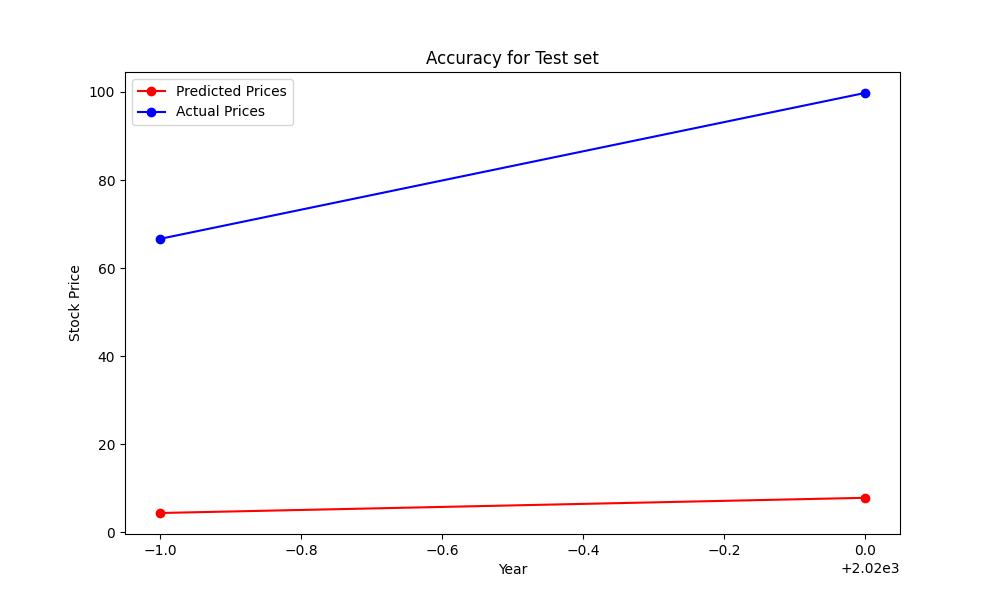 Accuracy for Test set
Predicted Prices
Actual Prices
100
80
60
40
20
0
Stock Price
−1.0
−0.8
−0.6
−0.4
−0.2
0.0
Year
+2.02e3